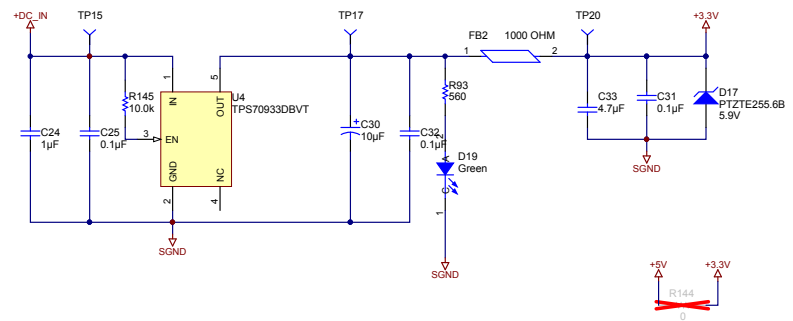 +DC_IN
TP15
TP17
FB2
1000 OHM
TP20
+3.3V
1
2
1
5
R145
10.0k
IN
OUT
U4
TPS70933DBVT
R93
560
C33
4.7µF
C31
0.1µF
D17
PTZTE255.6B
5.9V
C24
1µF
C25
0.1µF
3
EN
C30
10µF
C32
0.1µF
2
A
GND
NC
D19
Green
C
SGND
2
4
1
SGND
SGND
+5V
+3.3V
R144
0